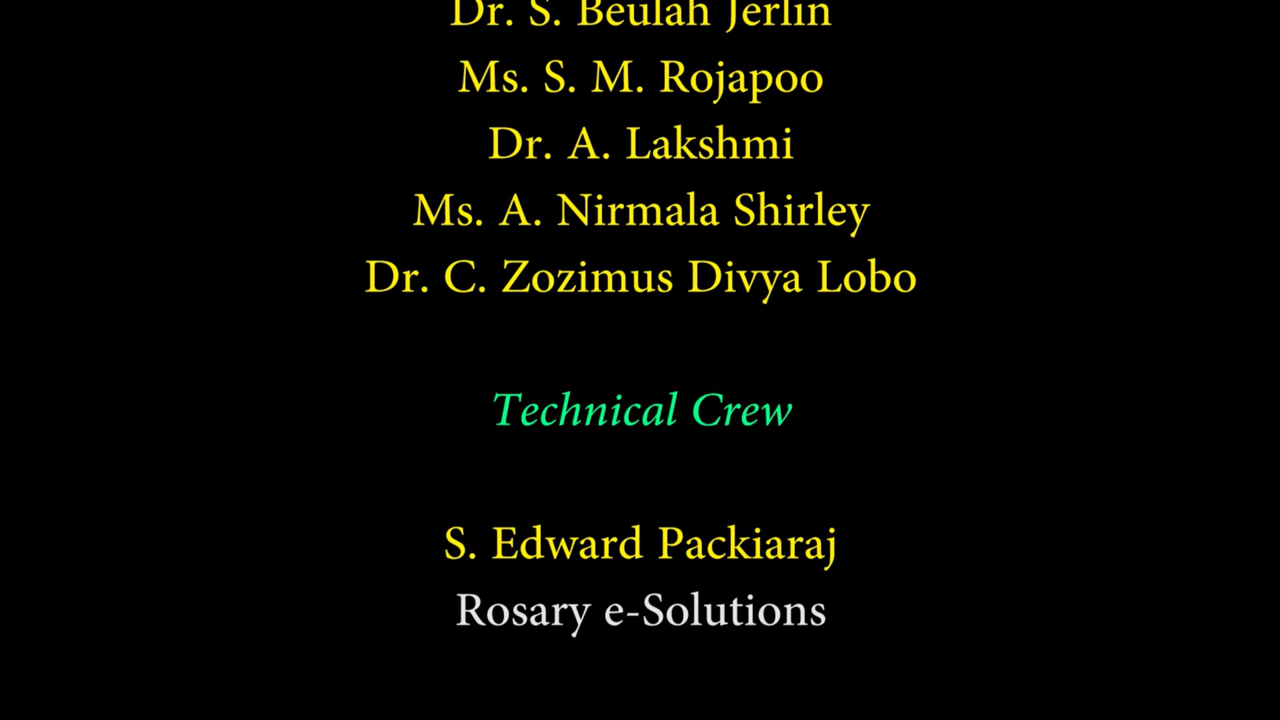 Dr. S. Beulah Jerlin
Ms. S. M. Rojapoo
Dr. A. Lakshmi
Ms. A. Nirmala Shirley
Dr. C. Zozimus Divya Lobo
Technical Crew
S. Edward Packiaraj
Rosary e-Solutions